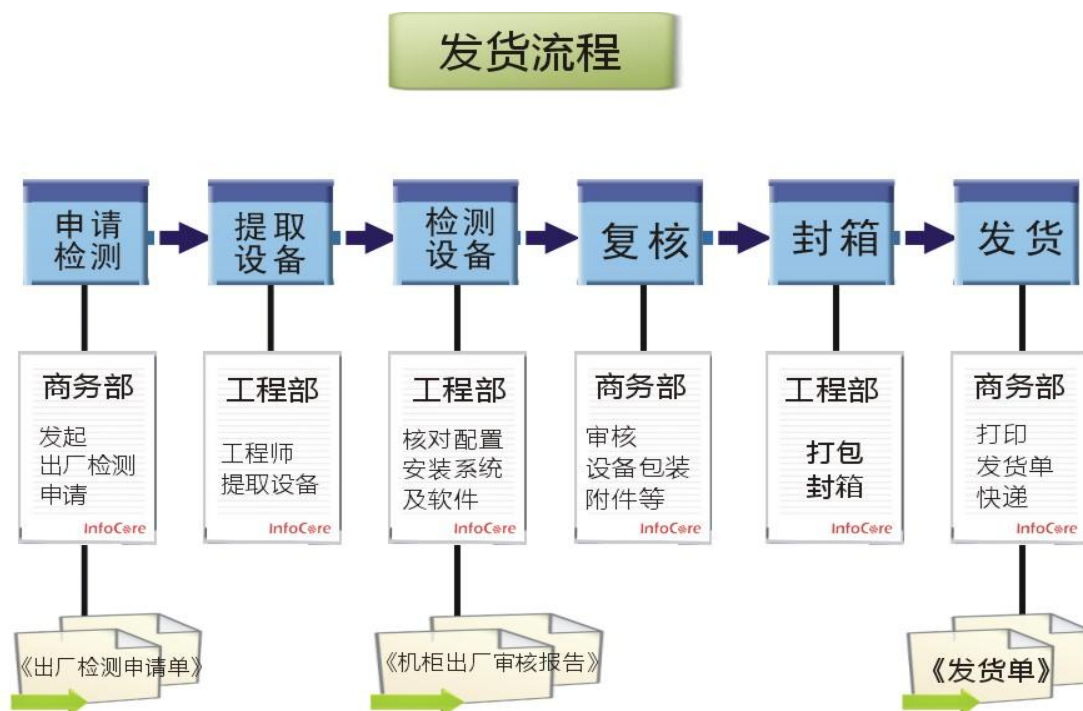 发货流程
申请
检测
提取
设备
检测
设备
复核
封箱
发货
商务部
发起
出厂检测
申请
InfoCore
工程部
工程师
提取设备
InfoCore
工程部
核对配置
安装系统
及软件
InfoCore
商务部
审核
设备包装
附件等
InfoCore
工程部
打包
封箱
InfoCore
商务部
打印
发货单
快递
InfoCore
《出厂检测申请单》
《机柜出厂审核报告》
《发货单》